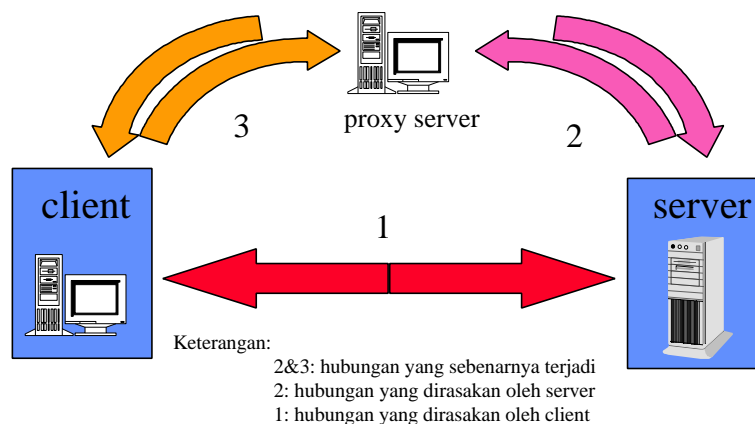 proxy server
3
2
client
server
1
Keterangan:
2&3: hubungan yang sebenarnya terjadi
2: hubungan yang dirasakan oleh server
1: hubungan yang dirasakan oleh client